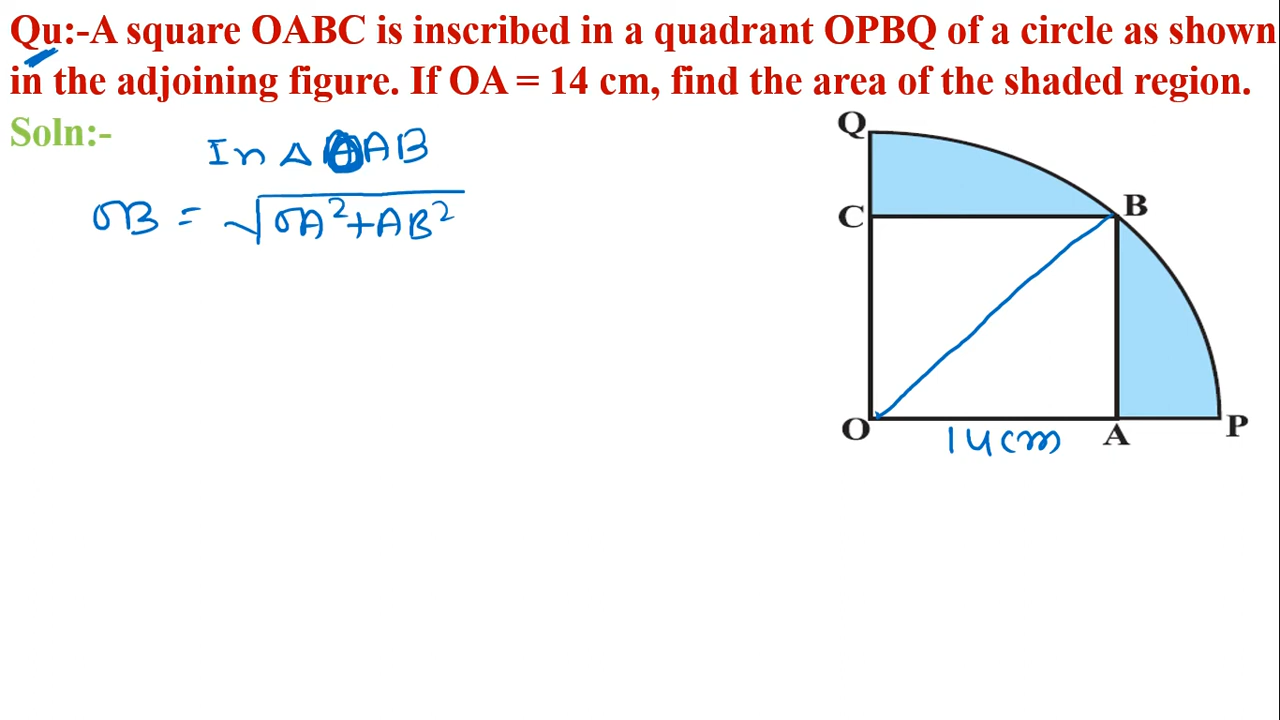 Qu:-A square OABC is inscribed in a quadrant OPBQ of a circle as shown
in the adjoining figure. If OA = 14 cm, find the area of the shaded region.
Soln:-
In Δ OAB
OB = √OA²+AB²
Q
C
B
O
14cm
A
P